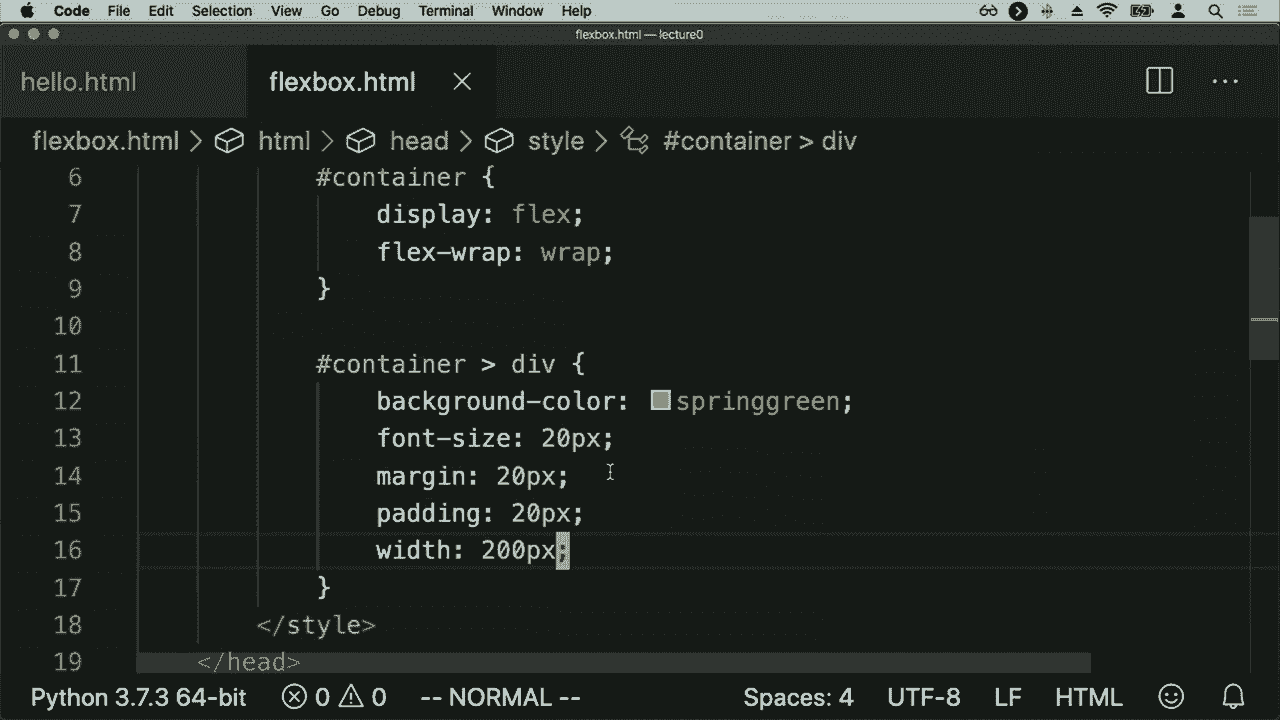 Code File Edit Selection View Go Debug Terminal Window Help
flexbox.html — lecture0
hello.html flexbox.html
flexbox.html > html > head > style > #container > div
6 #container {
7 display: flex;
8 flex-wrap: wrap;
9 }
10
11 #container > div {
12 background-color: springgreen;
13 font-size: 20px;
14 margin: 20px;
15 padding: 20px;
16 width: 200px;
17 }
18 </style>
19 </head>
Python 3.7.3 64-bit 0 0 -- NORMAL -- Spaces: 4 UTF-8 LF HTML